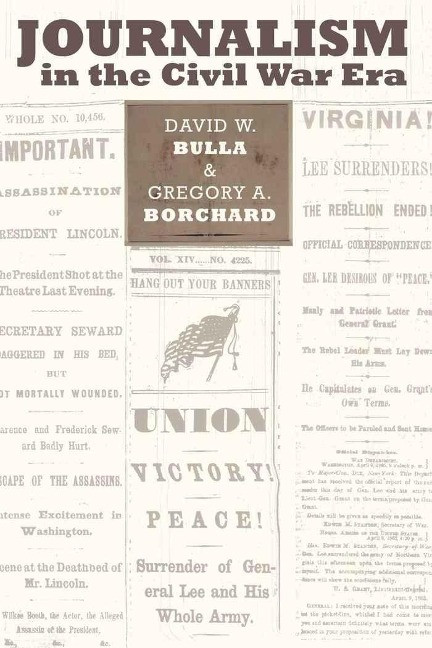 JOURNALISM
in the Civil War Era
DAVID W.
BULLA
&
GREGORY A.
BORCHARD
WHOLE NO. 10,456.
IMPORTANT.
ASSASSINATION
OF
RESIDENT LINCOLN.
he President Shot at the
Theatre Last Evening.
SECRETARY SEWARD
DAGGERED IN HIS BED,
BUT
OT MORTALLY WOUNDED.
arence and Frederick Sew-
ard Badly Hurt.
SCAPE OF THE ASSASSINS.
ntense Excitement in
Washington.
cene at the Deathbed of
Mr. Lincoln.
Wilkes Booth, the Actor, the Alleged
Assassin of the President,
&c., &c., &c.
VOL. XIV.....NO. 4225.
HANG OUT YOUR BANNERS
UNION
VICTORY!
PEACE!
Surrender of Gen-
eral Lee and His
Whole Army.
VIRGINIA!
LEE SURRENDERS!
THE REBELLION ENDED!
OFFICIAL CORRESPONDENCE
GEN. LEE DESIROUS OF "PEACE."
Manly and Patriotic Letter from
General Grant.
The Rebel Leader Must Lay Down
His Arms.
He Capitulates on Gen. Grant's
Own Terms.
The Officers to be Paroled and Sent Home
Official Dispatches.
WAR DEPARTMENT,